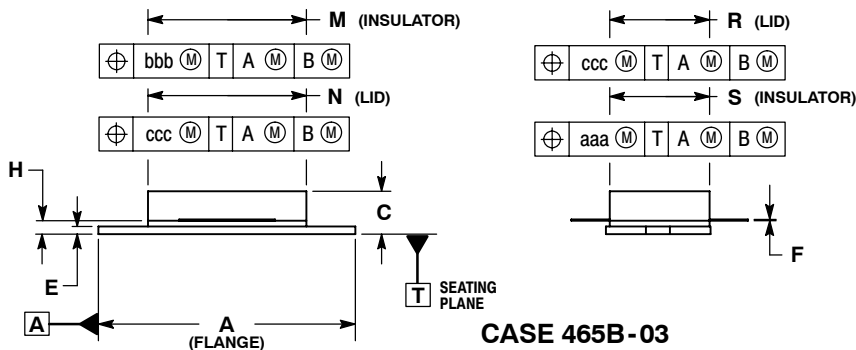 M (INSULATOR)
R (LID)
⌖ bbb Ⓜ T A Ⓜ B Ⓜ
⌖ ccc Ⓜ T A Ⓜ B Ⓜ
N (LID)
S (INSULATOR)
⌖ ccc Ⓜ T A Ⓜ B Ⓜ
⌖ aaa Ⓜ T A Ⓜ B Ⓜ
H
C
E
F
T SEATING
PLANE
A
A
(FLANGE)
CASE 465B-03